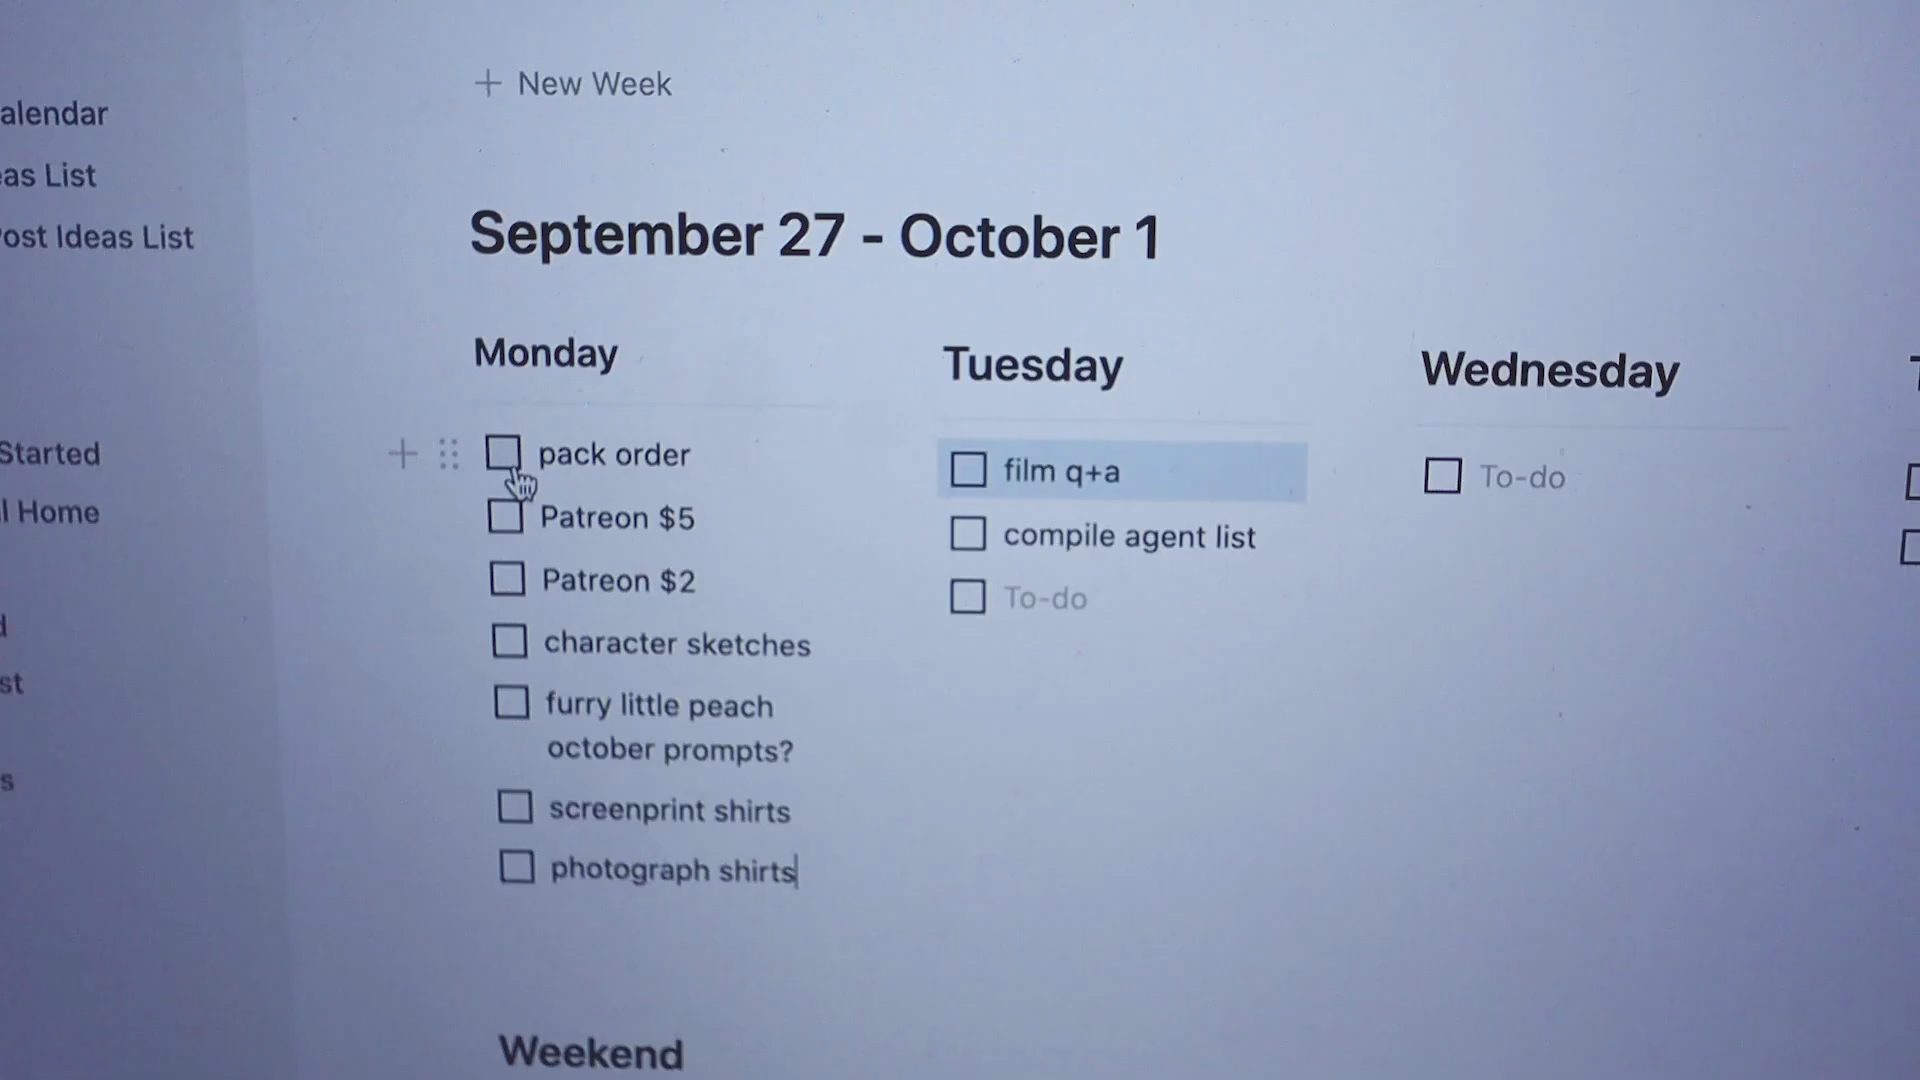 alendar
as List
ost Ideas List
Started
Home
st
s
+ New Week
September 27 - October 1
Monday
pack order
Patreon $5
Patreon $2
character sketches
furry little peach
october prompts?
screenprint shirts
photograph shirts
Tuesday
film q+a
compile agent list
To-do
Wednesday
To-do
Weekend